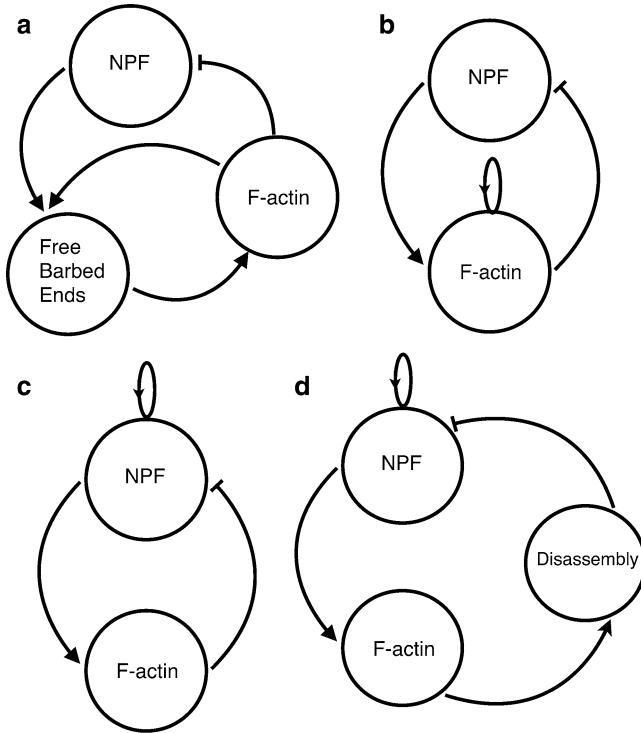 a
NPF
F-actin
Free
Barbed
Ends
b
NPF
F-actin
c
NPF
F-actin
d
NPF
Disassembly
F-actin